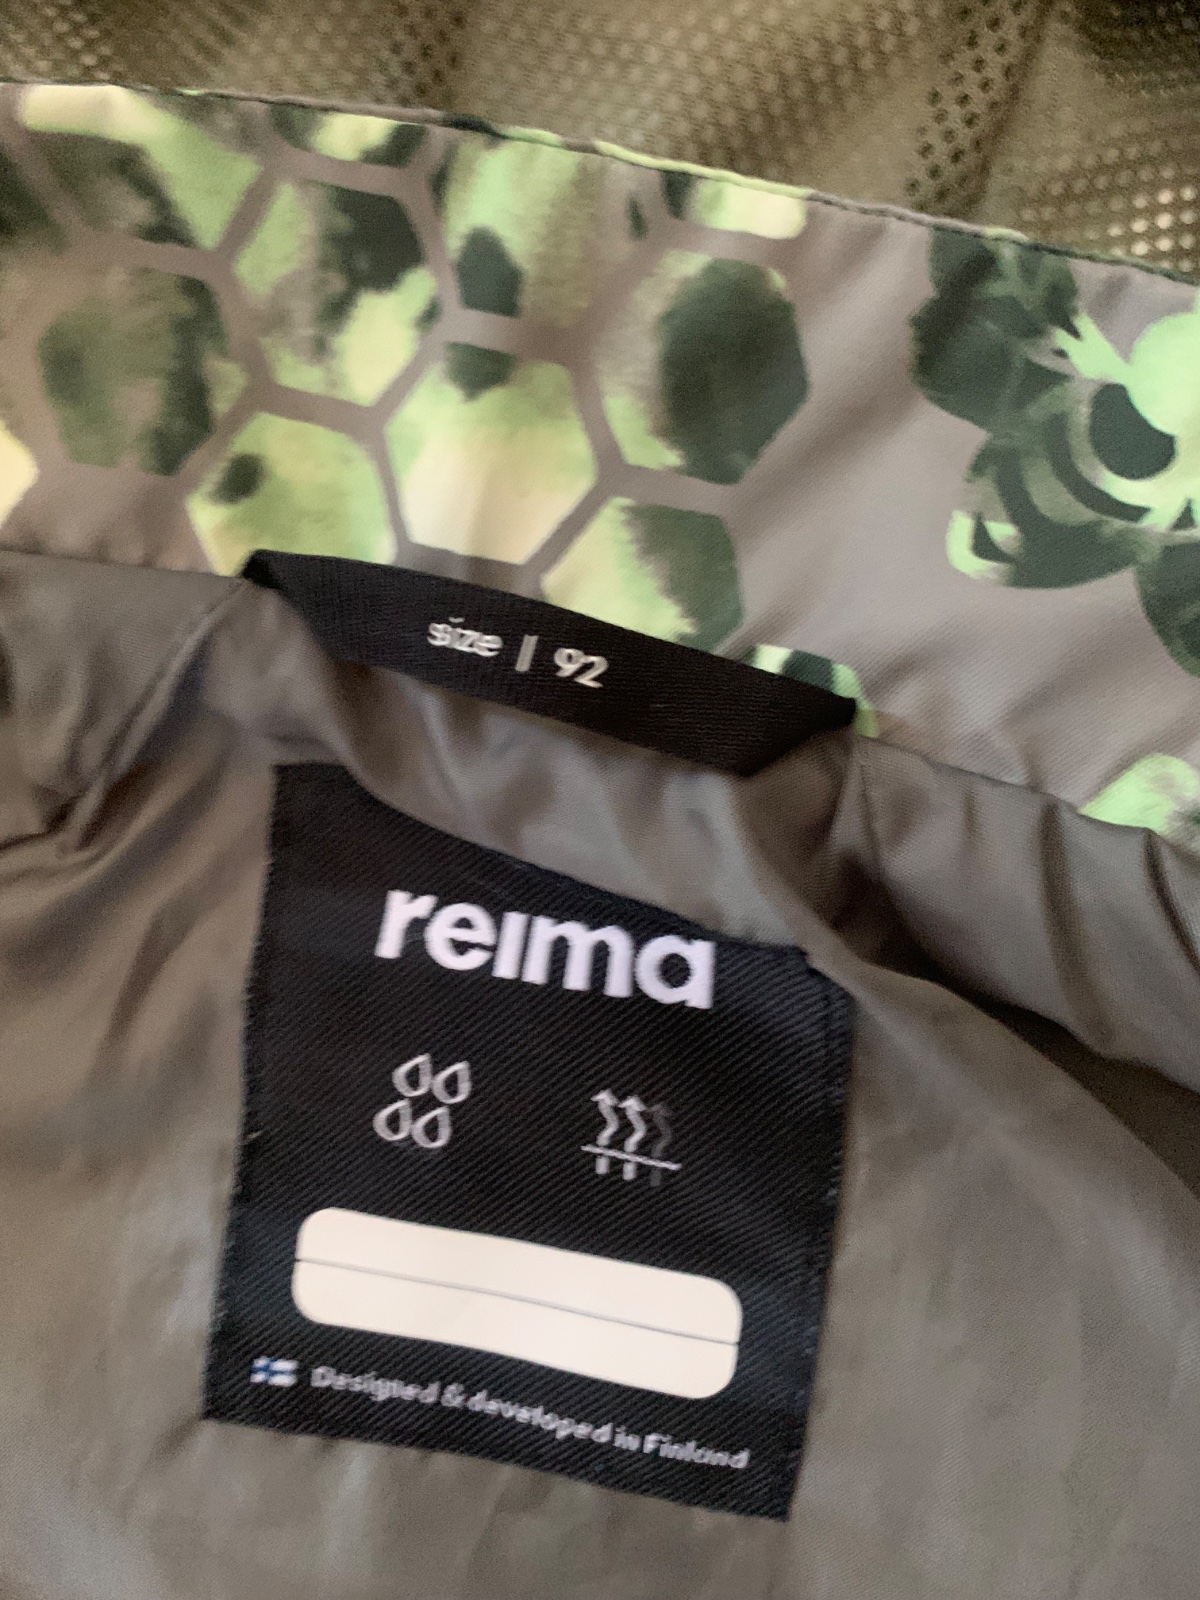 size | 92
reima
Designed & developed in Finland